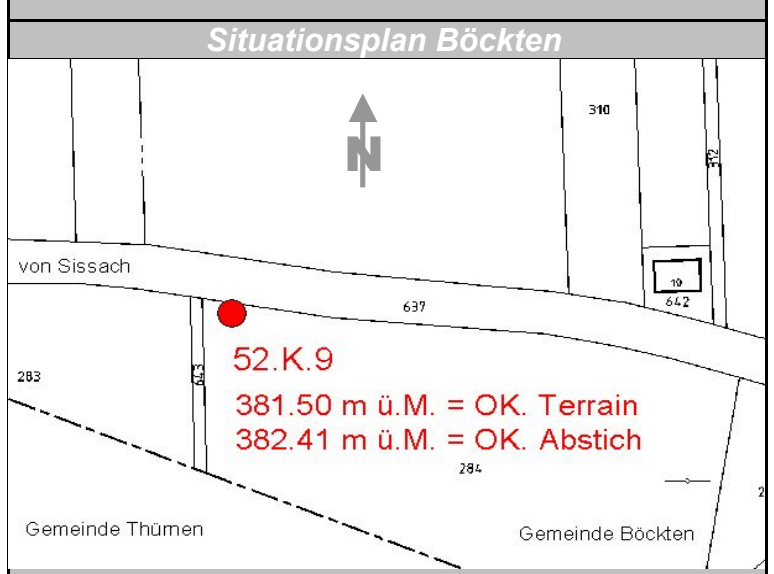 Situationsplan Böckten
N
310
312
von Sissach
19
642
637
52.K.9
283
643
381.50 m ü.M. = OK. Terrain
382.41 m ü.M. = OK. Abstich
284
2
Gemeinde Thürnen
Gemeinde Böckten